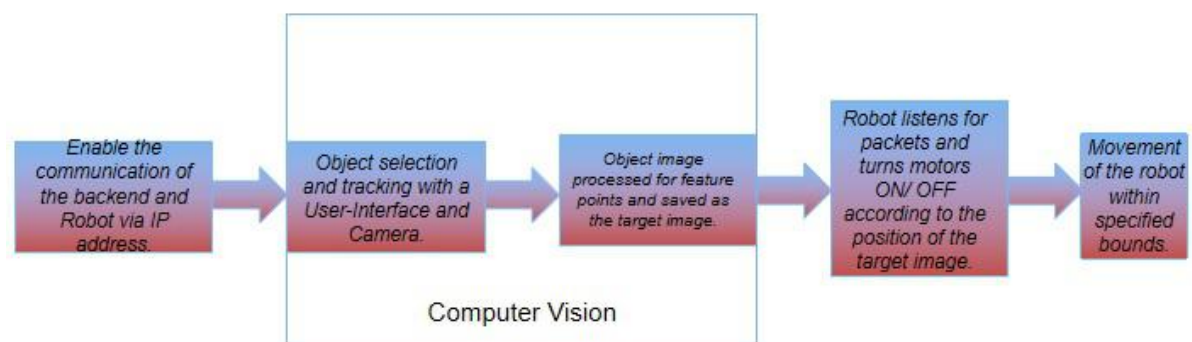 Enable the
communication of
the backend and
Robot via IP
address.
Object selection
and tracking with a
User-Interface and
Camera.
Object image
processed for feature
points and saved as
the target image.
Robot listens for
packets and
turns motors
ON/ OFF
according to the
position of the
target image.
Movement
of the robot
within
specified
bounds.
Computer Vision